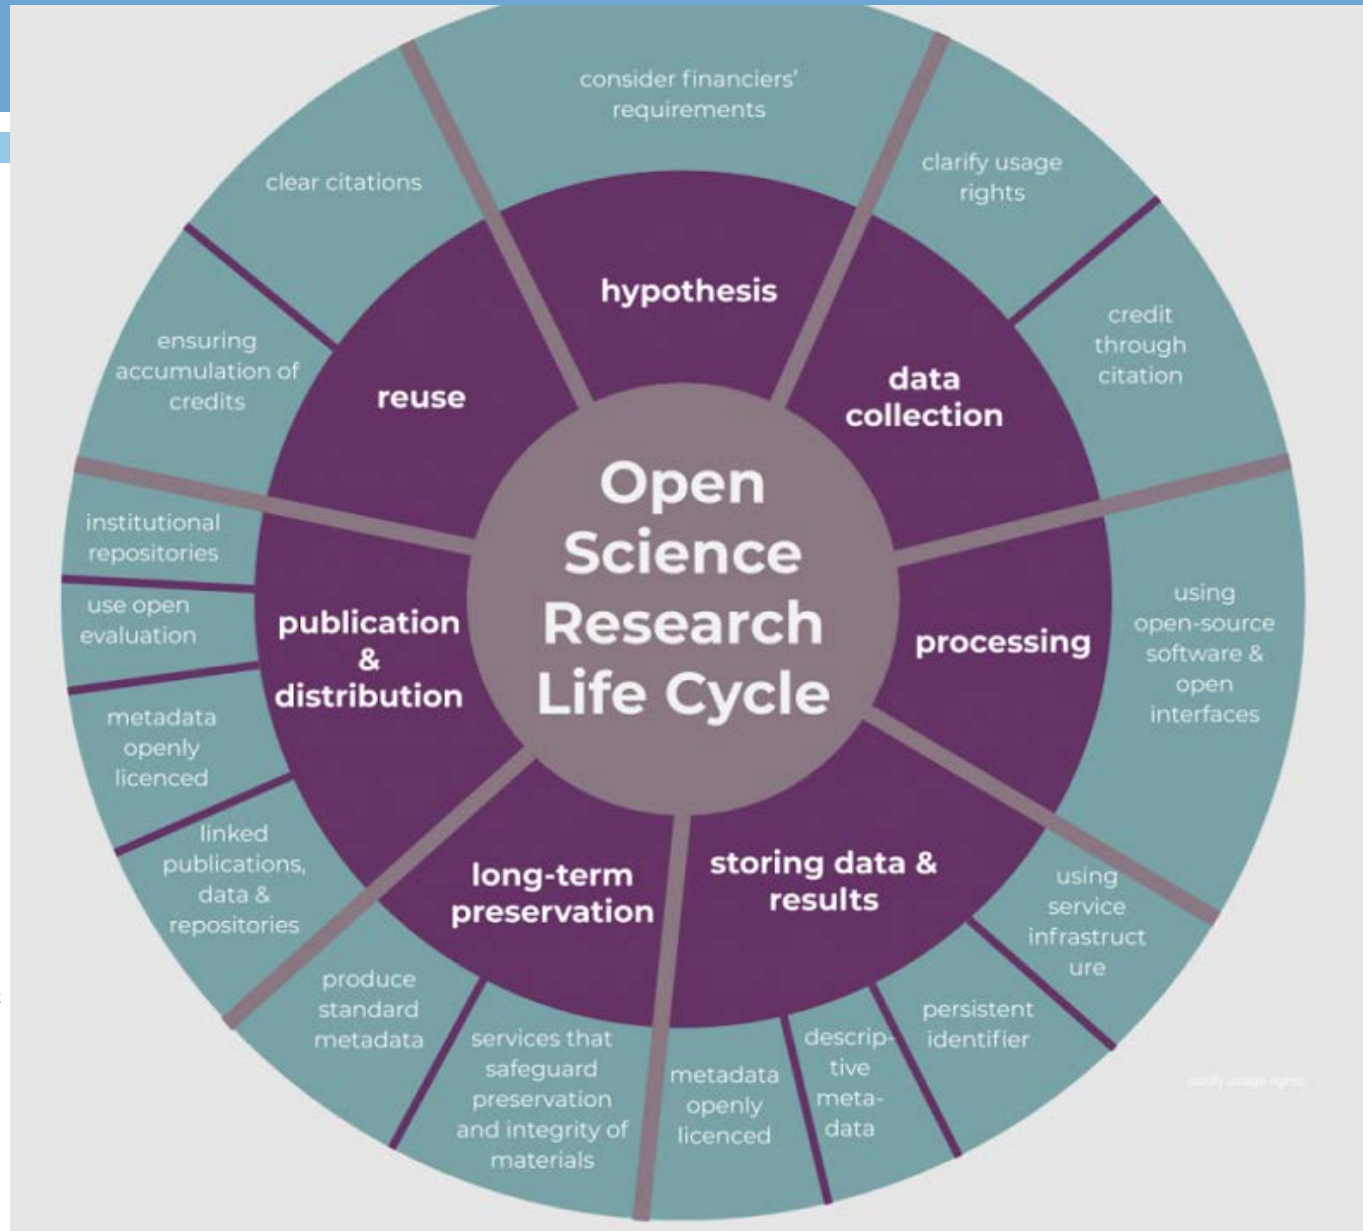 Open
Science
Research
Life Cycle
hypothesis
consider financiers'
requirements
data
collection
clarify usage
rights
credit
through
citation
processing
using
open-source
software &
open
interfaces
storing data &
results
using
service
infrastruct
ure
persistent
identifier
descrip-
tive
meta-
data
metadata
openly
licenced
long-term
preservation
services that
safeguard
preservation
and integrity of
materials
produce
standard
metadata
publication
&
distribution
linked
publications,
data &
repositories
metadata
openly
licenced
use open
evaluation
institutional
repositories
reuse
ensuring
accumulation of
credits
clear citations